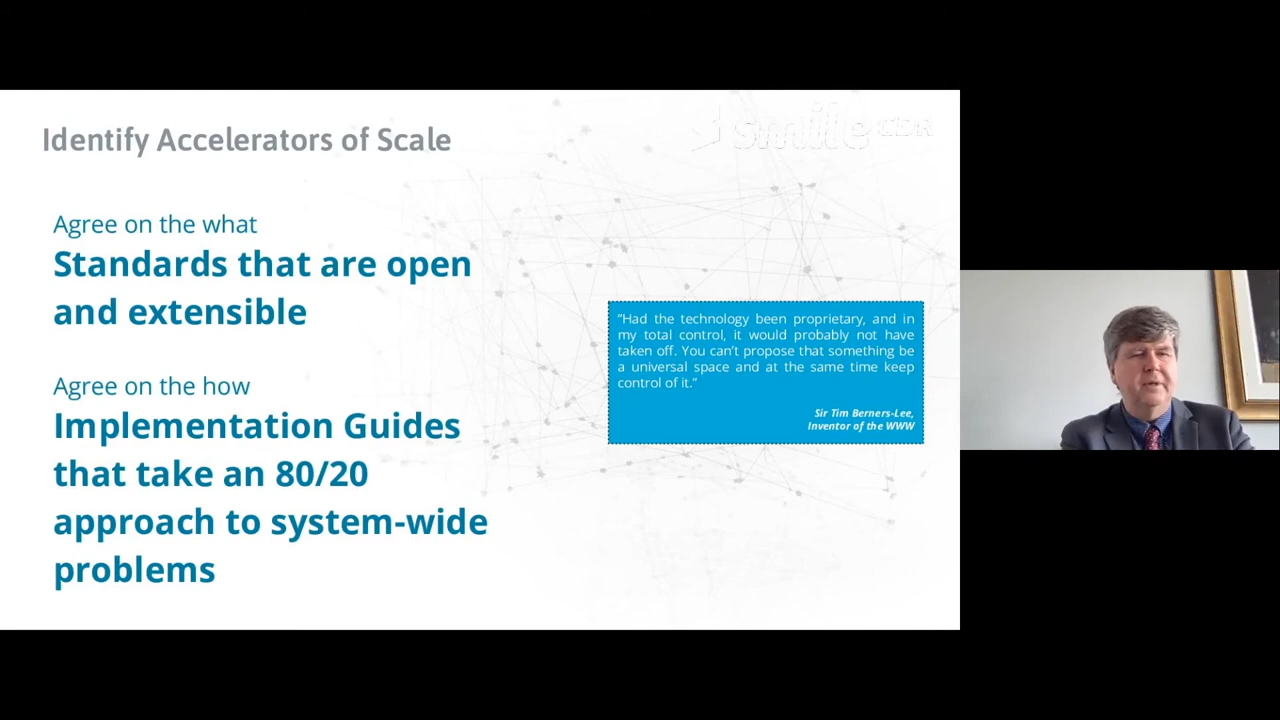 smile CDR
Identify Accelerators of Scale
Agree on the what
Standards that are open
and extensible
Agree on the how
Implementation Guides
that take an 80/20
approach to system-wide
problems
”Had the technology been proprietary, and in
my total control, it would probably not have
taken off. You can’t propose that something be
a universal space and at the same time keep
control of it.”
Sir Tim Berners-Lee,
Inventor of the WWW